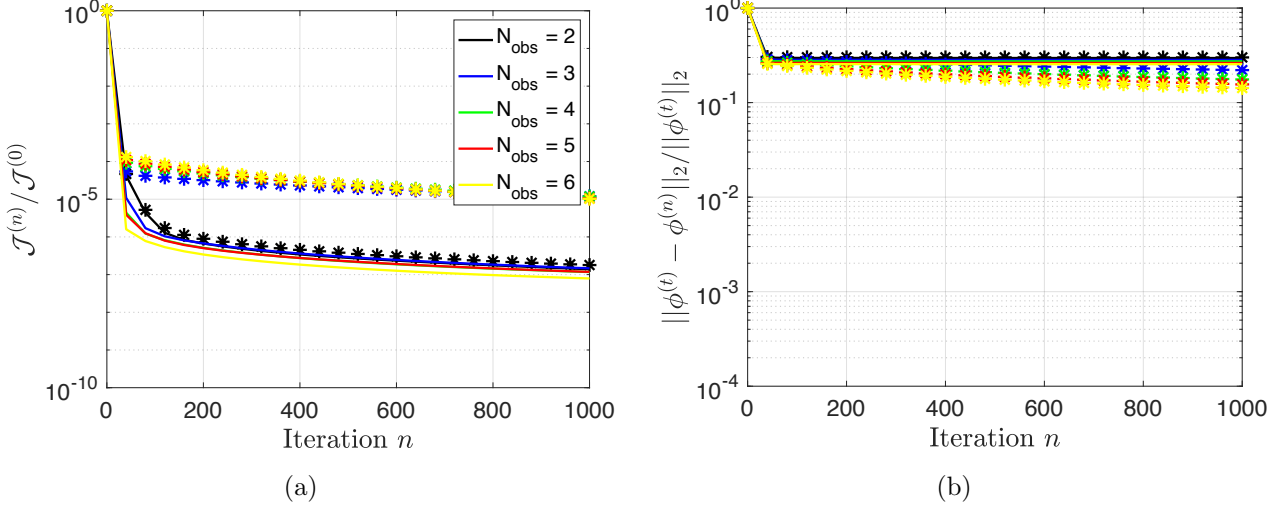 10^0
10^-5
10^-10
0 200 400 600 800 1000
Iteration n
𝒥^(n)/𝒥^(0)
N_obs = 2
N_obs = 3
N_obs = 4
N_obs = 5
N_obs = 6
(a)
10^0
10^-1
10^-2
10^-3
10^-4
0 200 400 600 800 1000
Iteration n
||ϕ^(t) − ϕ^(n)||_2/||ϕ^(t)||_2
(b)